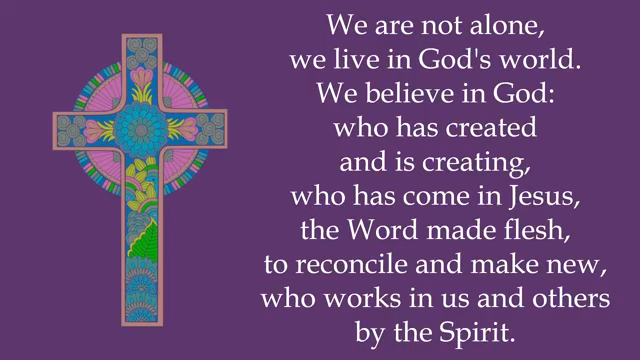 We are not alone,
we live in God's world.
We believe in God:
who has created
and is creating,
who has come in Jesus,
the Word made flesh,
to reconcile and make new,
who works in us and others
by the Spirit.